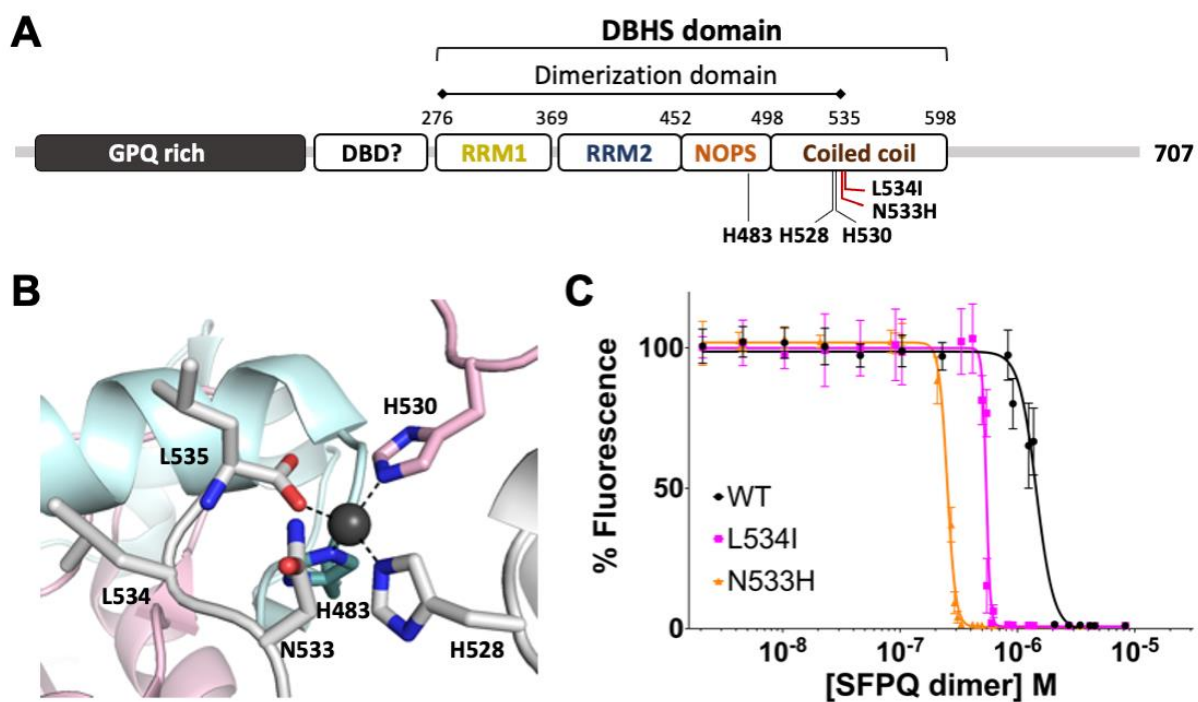 A
DBHS domain
Dimerization domain
276 369 452 498 535 598
GPQ rich DBD? RRM1 RRM2 NOPS Coiled coil 707
L534I
N533H
H483 H528 H530
B
H530
L535
L534
H483
N533
H528
C
% Fluorescence
100
50
0
WT
L534I
N533H
10-8 10-7 10-6 10-5
[SFPQ dimer] M